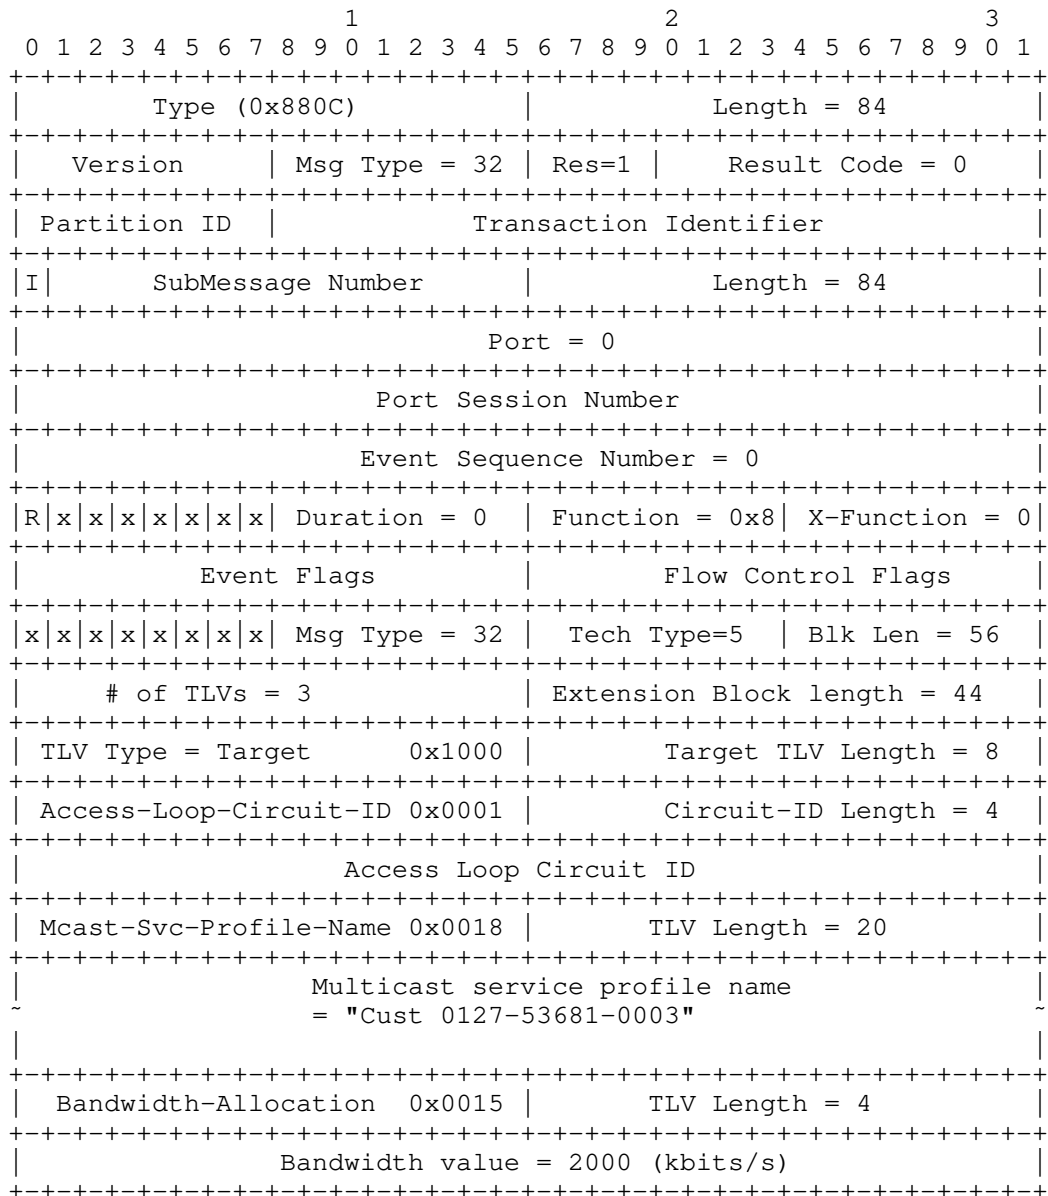 1                   2                   3
 0 1 2 3 4 5 6 7 8 9 0 1 2 3 4 5 6 7 8 9 0 1 2 3 4 5 6 7 8 9 0 1
+-+-+-+-+-+-+-+-+-+-+-+-+-+-+-+-+-+-+-+-+-+-+-+-+-+-+-+-+-+-+-+-+
|        Type (0x880C)          |           Length = 84         |
+-+-+-+-+-+-+-+-+-+-+-+-+-+-+-+-+-+-+-+-+-+-+-+-+-+-+-+-+-+-+-+-+
|   Version     | Msg Type = 32 | Res=1 |    Result Code = 0    |
+-+-+-+-+-+-+-+-+-+-+-+-+-+-+-+-+-+-+-+-+-+-+-+-+-+-+-+-+-+-+-+-+
| Partition ID  |            Transaction Identifier             |
+-+-+-+-+-+-+-+-+-+-+-+-+-+-+-+-+-+-+-+-+-+-+-+-+-+-+-+-+-+-+-+-+
|I|      SubMessage Number      |           Length = 84         |
+-+-+-+-+-+-+-+-+-+-+-+-+-+-+-+-+-+-+-+-+-+-+-+-+-+-+-+-+-+-+-+-+
|                             Port = 0                          |
+-+-+-+-+-+-+-+-+-+-+-+-+-+-+-+-+-+-+-+-+-+-+-+-+-+-+-+-+-+-+-+-+
|                      Port Session Number                      |
+-+-+-+-+-+-+-+-+-+-+-+-+-+-+-+-+-+-+-+-+-+-+-+-+-+-+-+-+-+-+-+-+
|                     Event Sequence Number = 0                 |
+-+-+-+-+-+-+-+-+-+-+-+-+-+-+-+-+-+-+-+-+-+-+-+-+-+-+-+-+-+-+-+-+
|R|x|x|x|x|x|x|x| Duration = 0  | Function = 0x8| X-Function = 0|
+-+-+-+-+-+-+-+-+-+-+-+-+-+-+-+-+-+-+-+-+-+-+-+-+-+-+-+-+-+-+-+-+
|           Event Flags         |        Flow Control Flags     |
+-+-+-+-+-+-+-+-+-+-+-+-+-+-+-+-+-+-+-+-+-+-+-+-+-+-+-+-+-+-+-+-+
|x|x|x|x|x|x|x|x| Msg Type = 32 |  Tech Type=5  | Blk Len = 56  |
+-+-+-+-+-+-+-+-+-+-+-+-+-+-+-+-+-+-+-+-+-+-+-+-+-+-+-+-+-+-+-+-+
|     # of TLVs = 3             | Extension Block length = 44   |
+-+-+-+-+-+-+-+-+-+-+-+-+-+-+-+-+-+-+-+-+-+-+-+-+-+-+-+-+-+-+-+-+
| TLV Type = Target      0x1000 |        Target TLV Length = 8  |
+-+-+-+-+-+-+-+-+-+-+-+-+-+-+-+-+-+-+-+-+-+-+-+-+-+-+-+-+-+-+-+-+
| Access-Loop-Circuit-ID 0x0001 |        Circuit-ID Length = 4  |
+-+-+-+-+-+-+-+-+-+-+-+-+-+-+-+-+-+-+-+-+-+-+-+-+-+-+-+-+-+-+-+-+
|                    Access Loop Circuit ID                     |
+-+-+-+-+-+-+-+-+-+-+-+-+-+-+-+-+-+-+-+-+-+-+-+-+-+-+-+-+-+-+-+-+
| Mcast-Svc-Profile-Name 0x0018 |       TLV Length = 20         |
+-+-+-+-+-+-+-+-+-+-+-+-+-+-+-+-+-+-+-+-+-+-+-+-+-+-+-+-+-+-+-+-+
|                  Multicast service profile name               |
~                  = "Cust 0127-53681-0003"                     ~
|                                                               |
+-+-+-+-+-+-+-+-+-+-+-+-+-+-+-+-+-+-+-+-+-+-+-+-+-+-+-+-+-+-+-+-+
|  Bandwidth-Allocation  0x0015 |       TLV Length = 4          |
+-+-+-+-+-+-+-+-+-+-+-+-+-+-+-+-+-+-+-+-+-+-+-+-+-+-+-+-+-+-+-+-+
|                Bandwidth value = 2000 (kbits/s)               |
+-+-+-+-+-+-+-+-+-+-+-+-+-+-+-+-+-+-+-+-+-+-+-+-+-+-+-+-+-+-+-+-+